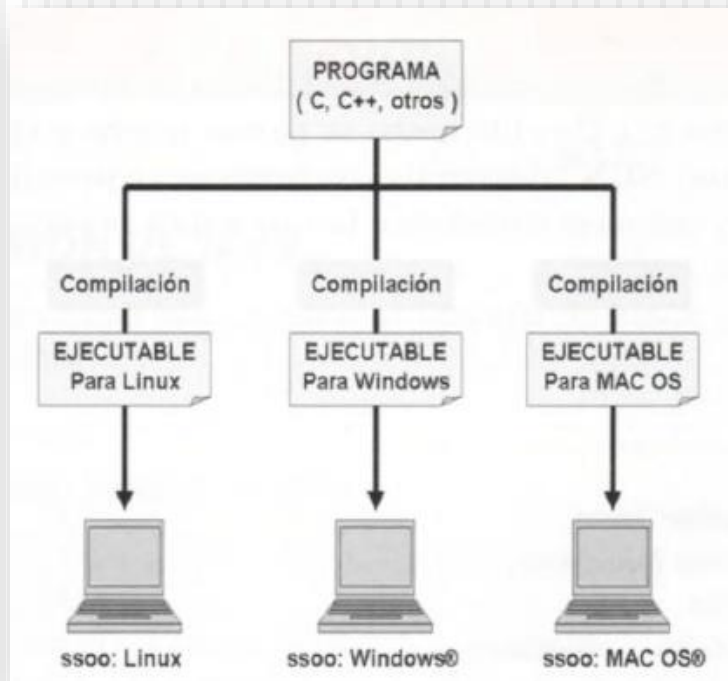 PROGRAMA
( C, C++, otros )
Compilación
Compilación
Compilación
EJECUTABLE
Para Linux
EJECUTABLE
Para Windows
EJECUTABLE
Para MAC OS
ssoo: Linux
ssoo: Windows®
ssoo: MAC OS®